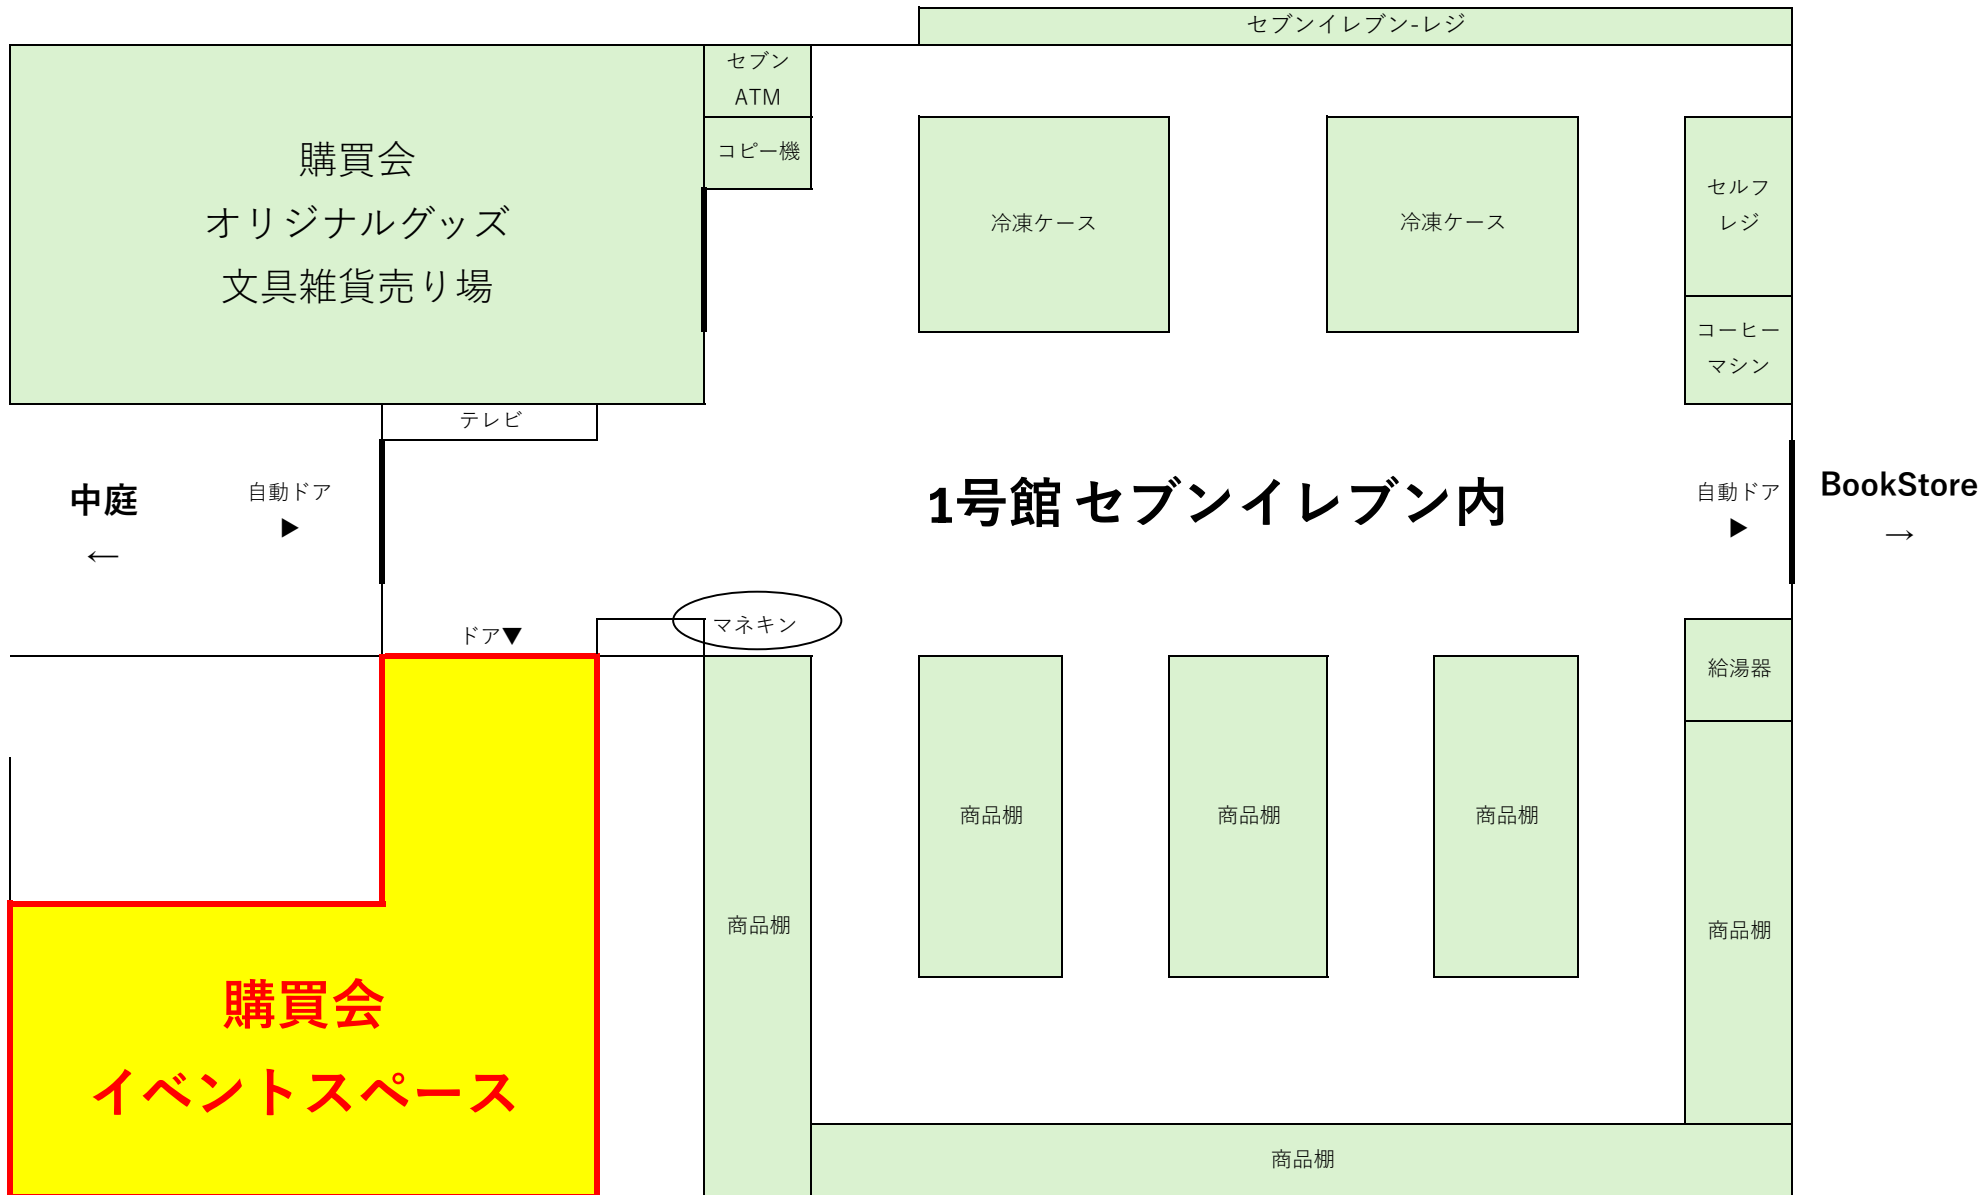 セブンイレブン-レジ
セブン
ATM
コピー機
購買会
オリジナルグッズ
文具雑貨売り場
冷凍ケース
冷凍ケース
セルフ
レジ
コーヒー
マシン
テレビ
中庭
←
自動ドア
▶
1号館 セブンイレブン内
自動ドア
▶
BookStore
→
ドア▼
マネキン
給湯器
商品棚
商品棚
商品棚
商品棚
商品棚
購買会
イベントスペース
商品棚